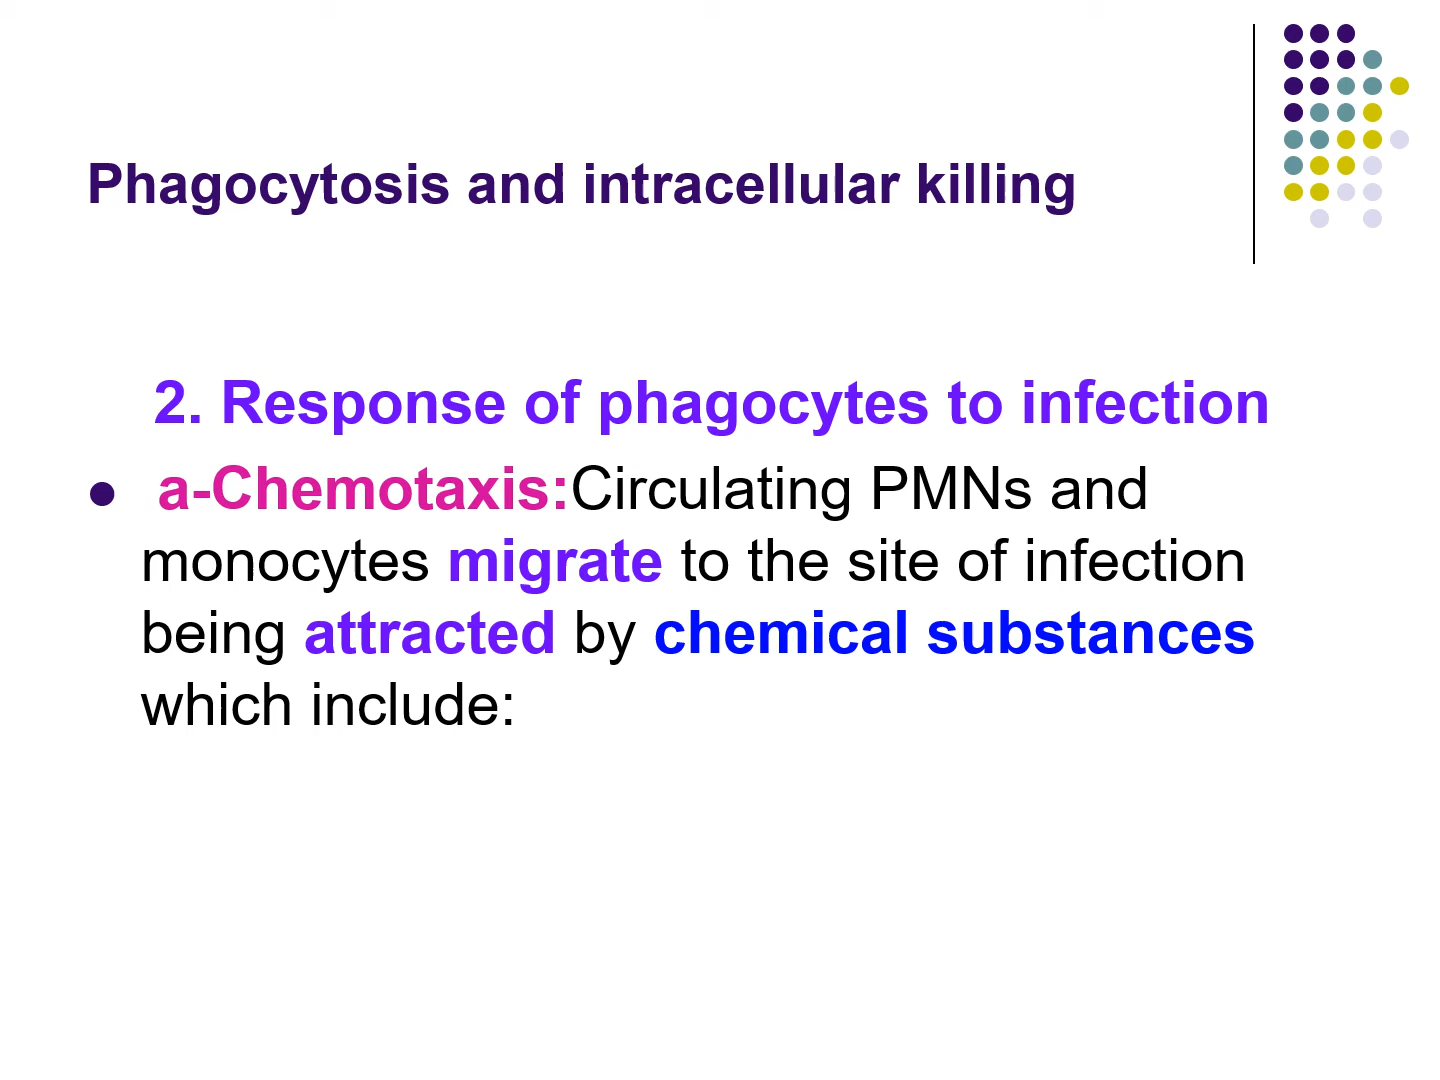 Phagocytosis and intracellular killing
2. Response of phagocytes to infection
● a-Chemotaxis:Circulating PMNs and
monocytes migrate to the site of infection
being attracted by chemical substances
which include: